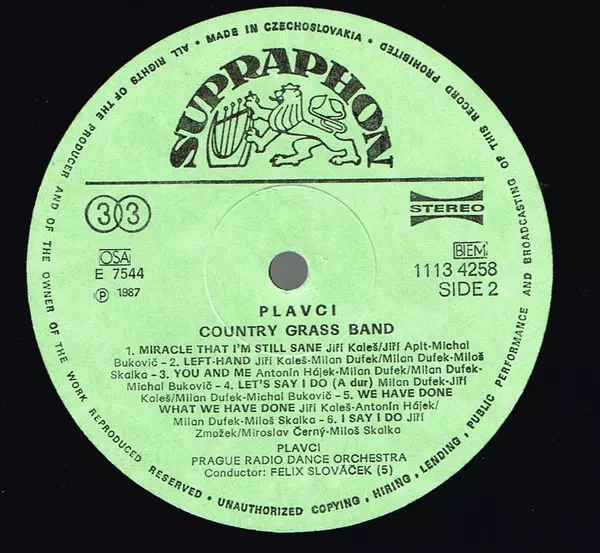 ALL RIGHTS OF THE PRODUCER AND OF THE OWNER OF THE WORK REPRODUCED RESERVED • UNAUTHORIZED COPYING, HIRING, LENDING, PUBLIC PERFORMANCE AND BROADCASTING OF THIS RECORD PROHIBITED • MADE IN CZECHOSLOVAKIA •
SUPRAPHON
33
STEREO
OSA
BIEM
E 7544
1113 4258
Ⓟ 1987
SIDE 2
PLAVCI
COUNTRY GRASS BAND
1. MIRACLE THAT I'M STILL SANE Jiří Kaleš/Jiří Aplt-Michal
Bukovič - 2. LEFT-HAND Jiří Kaleš-Milan Dufek/Milan Dufek-Miloš
Skalka - 3. YOU AND ME Antonín Hájek-Milan Dufek/Milan Dufek-
Michal Bukovič - 4. LET'S SAY I DO (A dur) Milan Dufek-Jiří
Kaleš/Milan Dufek-Michal Bukovič - 5. WE HAVE DONE
WHAT WE HAVE DONE Jiří Kaleš-Antonín Hájek/
Milan Dufek-Miloš Skalka - 6. I SAY I DO Jiří
Zmožek/Miroslav Černý-Miloš Skalka
PLAVCI
PRAGUE RADIO DANCE ORCHESTRA
Conductor: FELIX SLOVÁČEK (5)